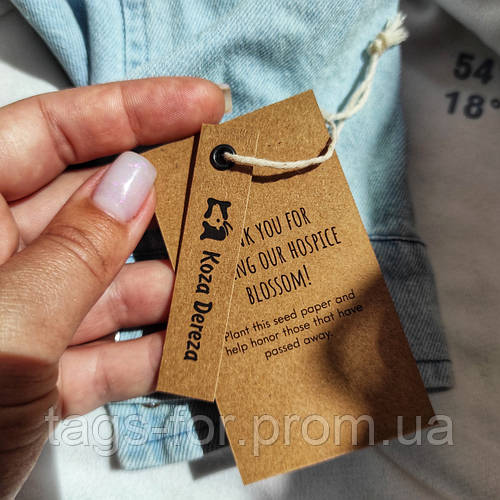 54
18°
NK YOU FOR
NG OUR HOSPICE
BLOSSOM!
Plant this seed paper and
help honor those that have
passed away.
Koza Dereza
tags-for.prom.ua